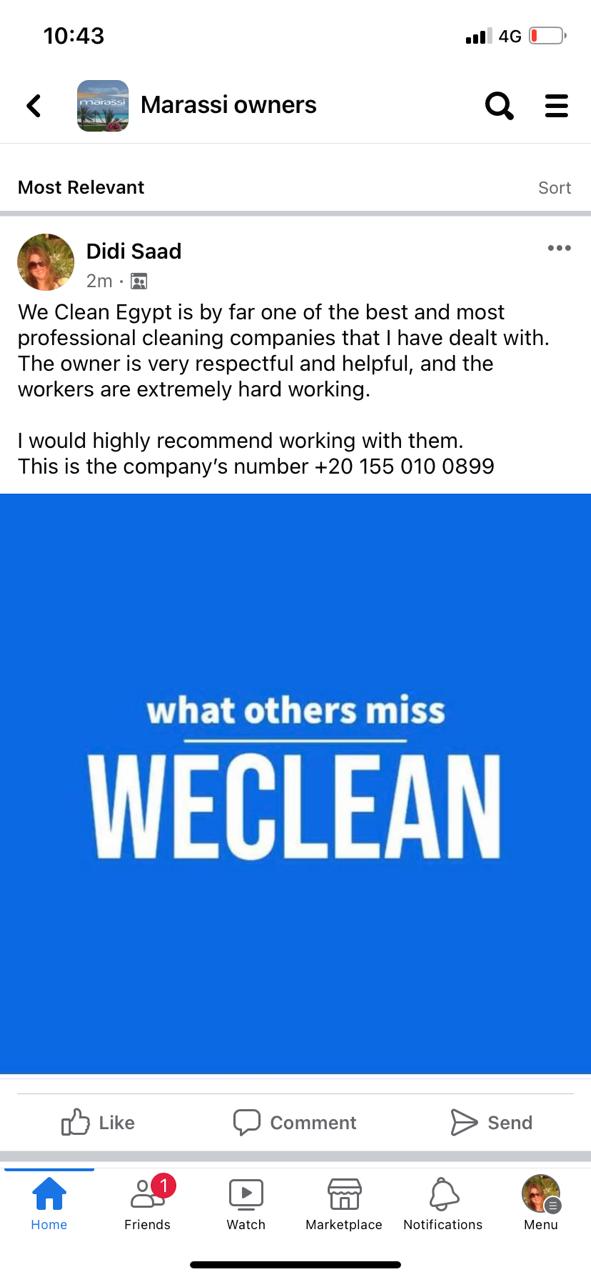 10:43
4G
marassi
Marassi owners
Most Relevant
Sort
Didi Saad
2m ·
We Clean Egypt is by far one of the best and most
professional cleaning companies that I have dealt with.
The owner is very respectful and helpful, and the
workers are extremely hard working.
I would highly recommend working with them.
This is the company's number +20 155 010 0899
what others miss
WECLEAN
Like
Comment
Send
1
Home
Friends
Watch
Marketplace
Notifications
Menu